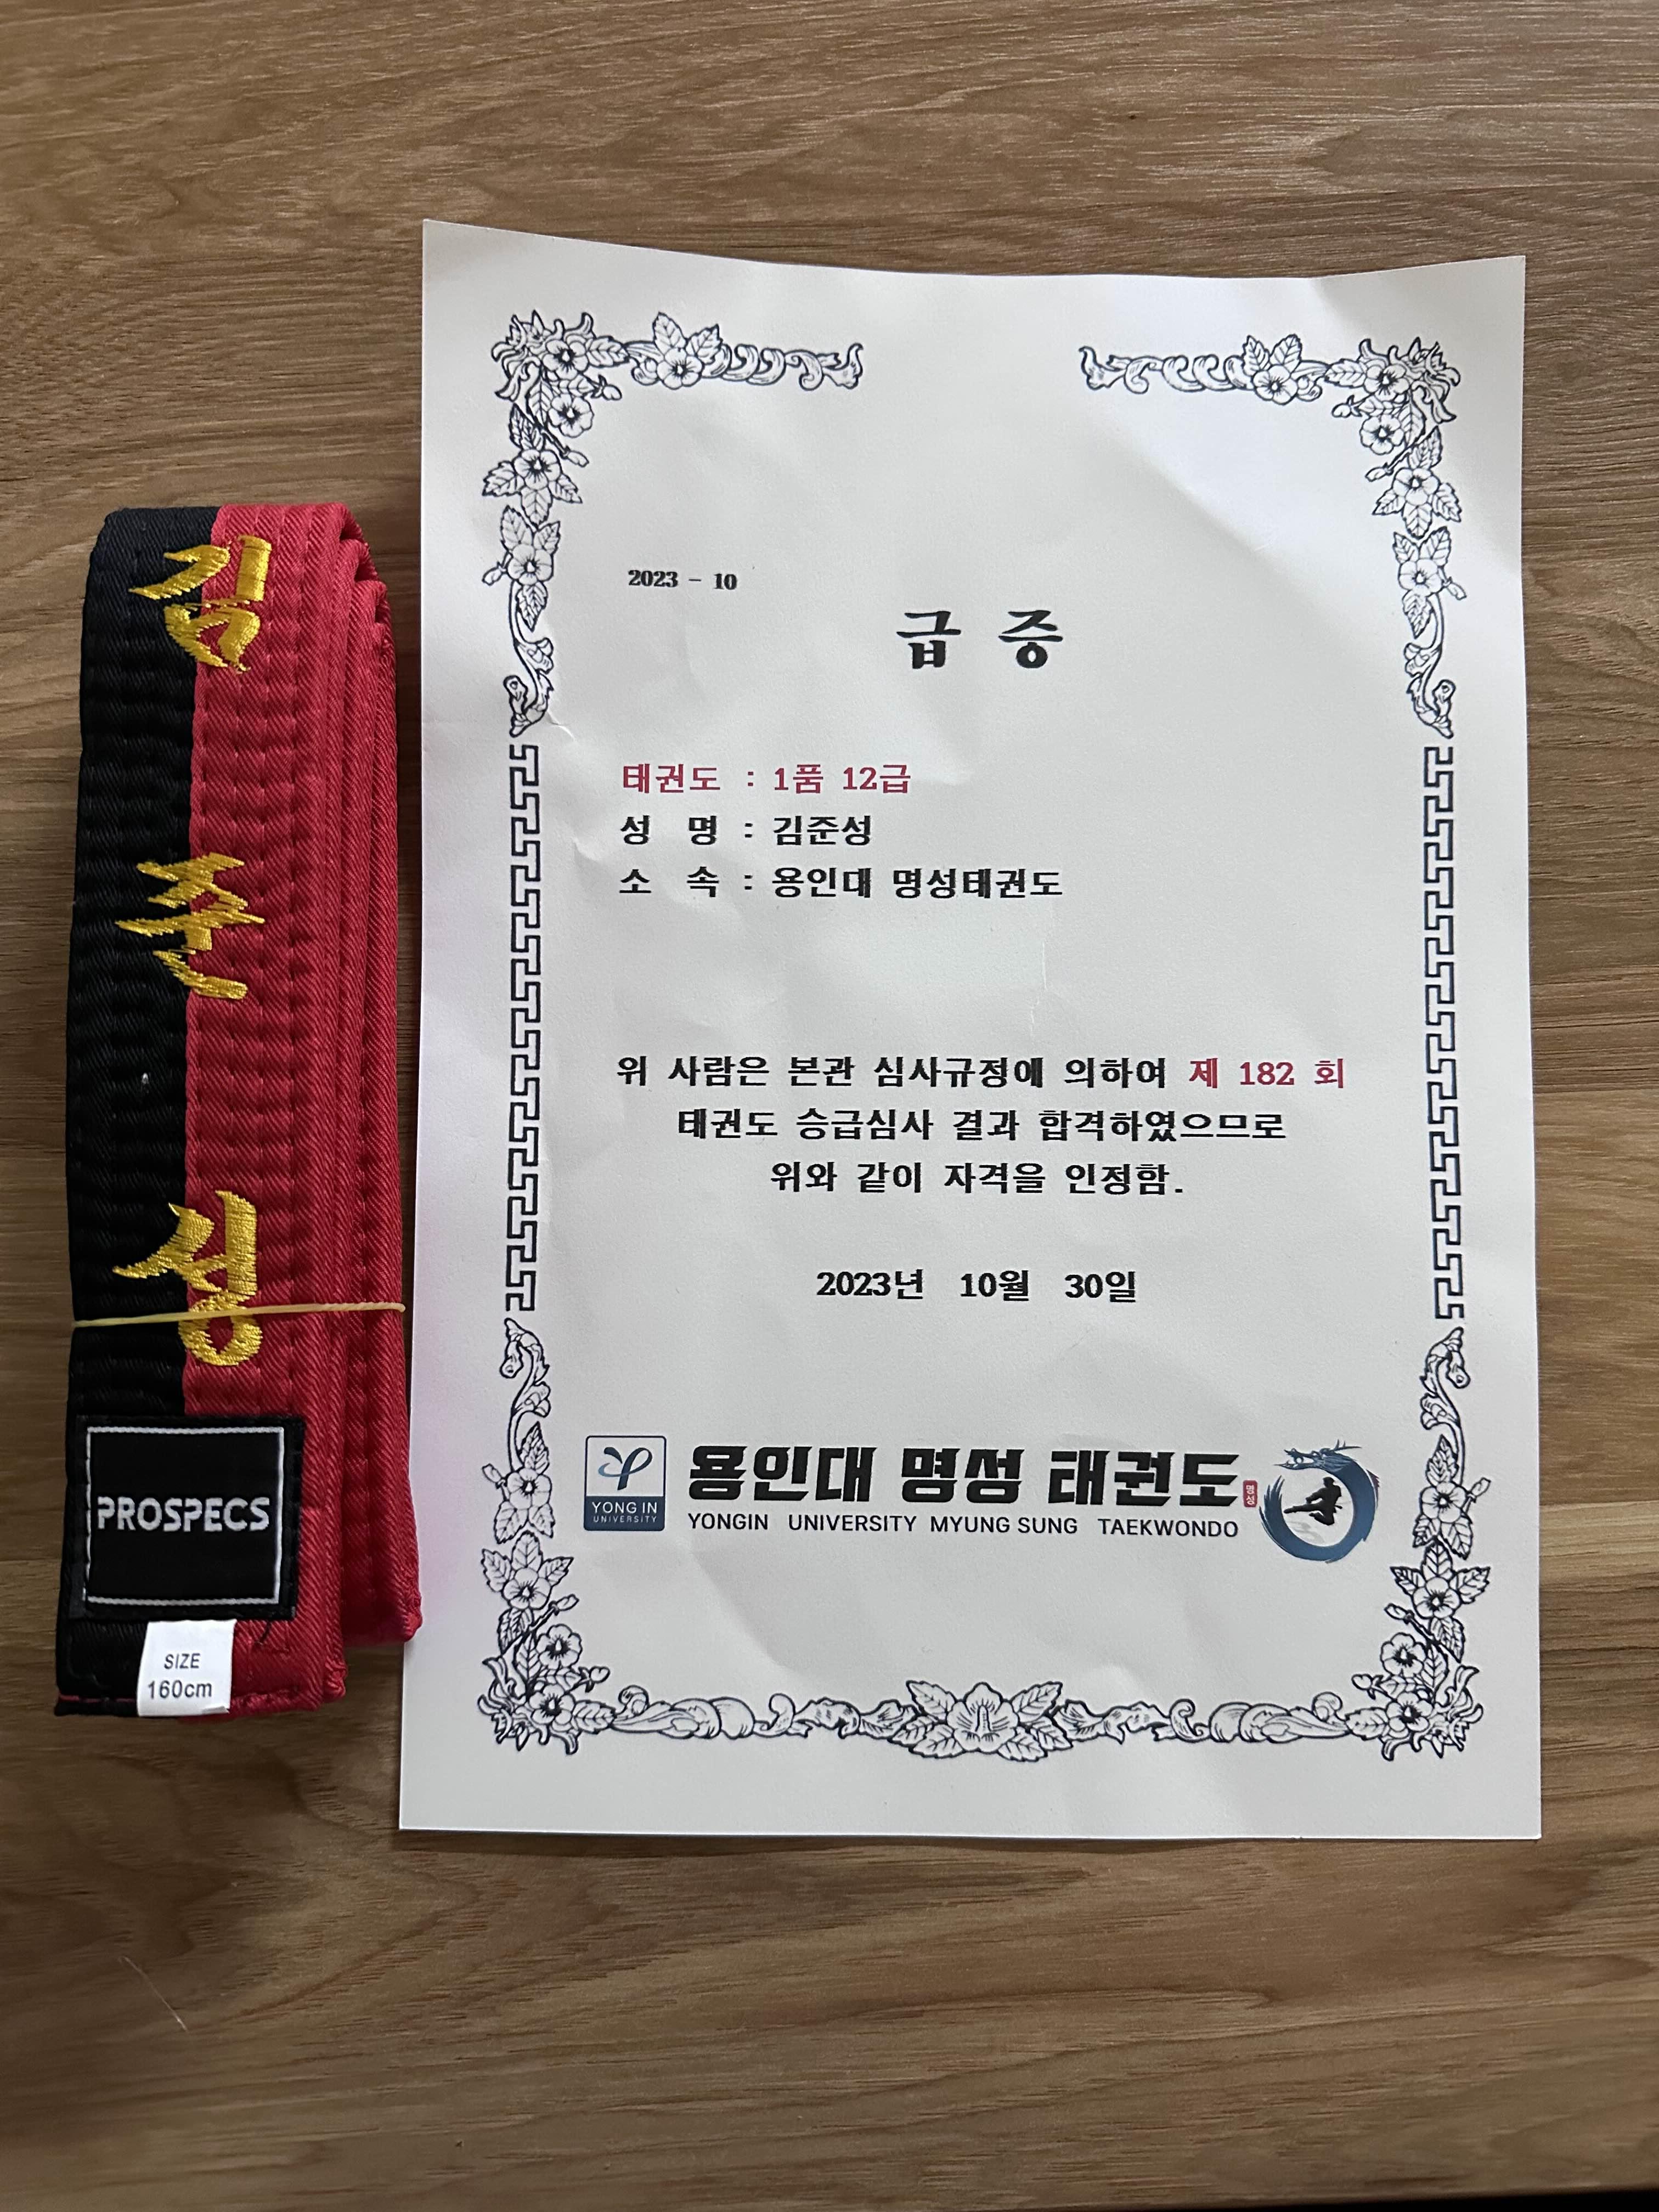 김
준
성
PROSPECS
SIZE
160cm
2023 - 10
급 증
태권도 : 1품 12급
성 명 : 김준성
소 속 : 용인대 명성태권도
위 사람은 본관 심사규정에 의하여 제 182 회
태권도 승급심사 결과 합격하였으므로
위와 같이 자격을 인정함.
2023년 10월 30일
YONG IN
UNIVERSITY
용인대 명성 태권도
명성
YONGIN UNIVERSITY MYUNG SUNG TAEKWONDO